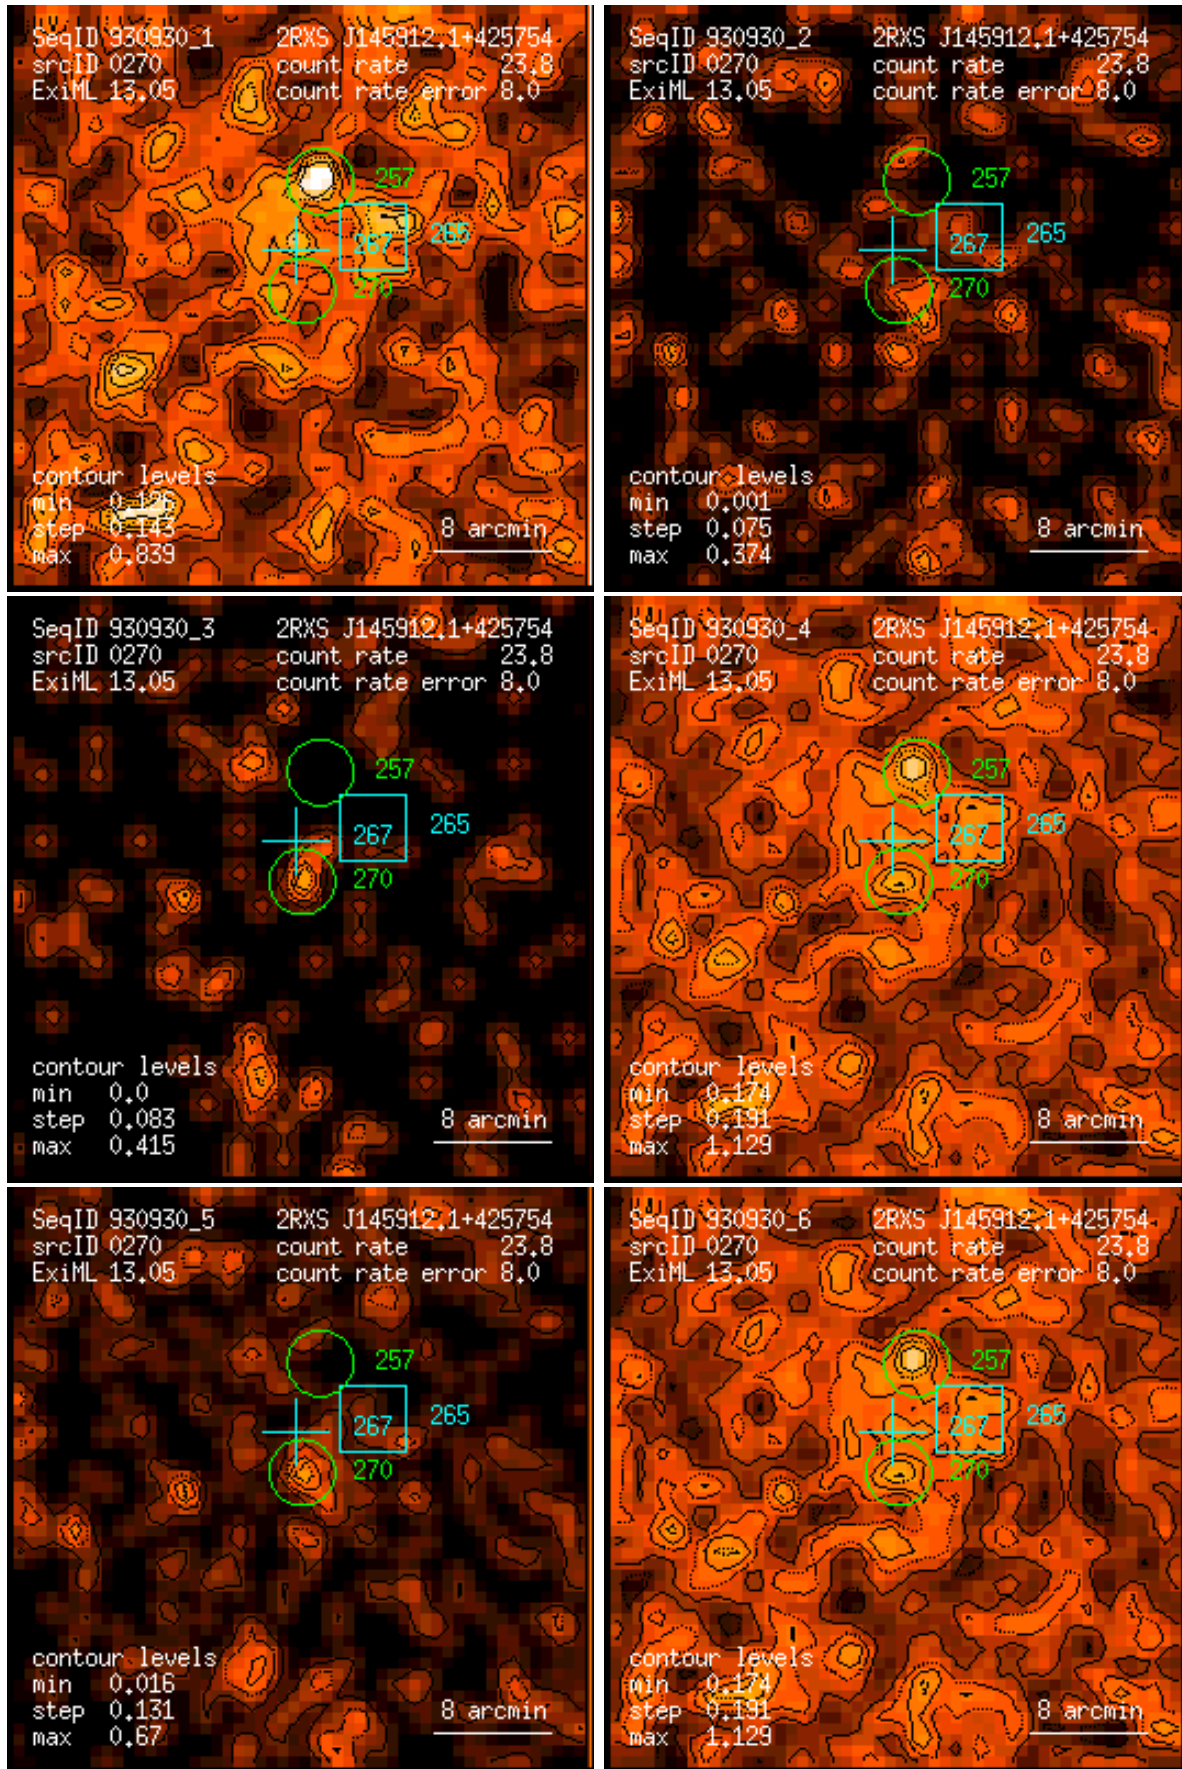 SeqID 930930_1 2RXS J145912.1+425754
srcID 0270 count rate 23.8
ExiML 13.05 count rate error 8.0
257
265
267
270
contour levels
min 0.196
step 0.143 8 arcmin
max 0.839
SeqID 930930_2 2RXS J145912.1+425754
srcID 0270 count rate 23.8
ExiML 13.05 count rate error 8.0
257
265
267
270
contour levels
min 0.001
step 0.075 8 arcmin
max 0.374
SeqID 930930_3 2RXS J145912.1+425754
srcID 0270 count rate 23.8
ExiML 13.05 count rate error 8.0
257
265
267
270
contour levels
min 0.0
step 0.083 8 arcmin
max 0.415
SeqID 930930_4 2RXS J145912.1+425754
srcID 0270 count rate 23.8
ExiML 13.05 count rate error 8.0
257
265
267
270
contour levels
min 0.174
step 0.191 8 arcmin
max 1.129
SeqID 930930_5 2RXS J145912.1+425754
srcID 0270 count rate 23.8
ExiML 13.05 count rate error 8.0
257
265
267
270
contour levels
min 0.016
step 0.131 8 arcmin
max 0.67
SeqID 930930_6 2RXS J145912.1+425754
srcID 0270 count rate 23.8
ExiML 13.05 count rate error 8.0
257
265
267
270
contour levels
min 0.174
step 0.191 8 arcmin
max 1.129